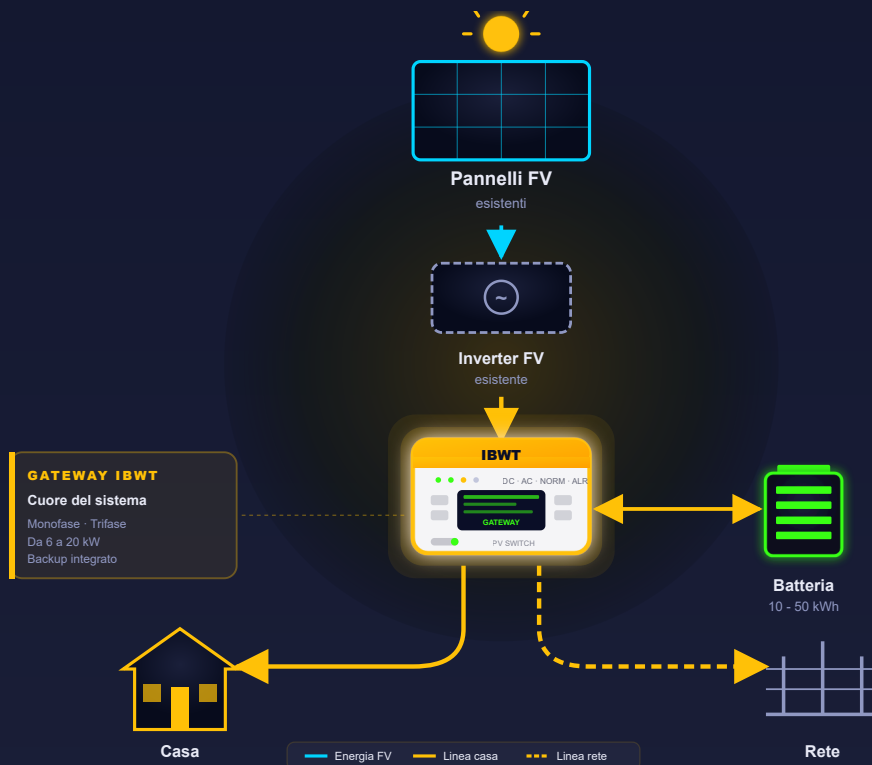 Pannelli FV
esistenti
~
Inverter FV
esistente
IBWT
DC · AC · NORM · ALR
GATEWAY
PV SWITCH
GATEWAY IBWT
Cuore del sistema
Monofase · Trifase
Da 6 a 20 kW
Backup integrato
Batteria
10 - 50 kWh
Casa
Rete
Energia FV
Linea casa
Linea rete